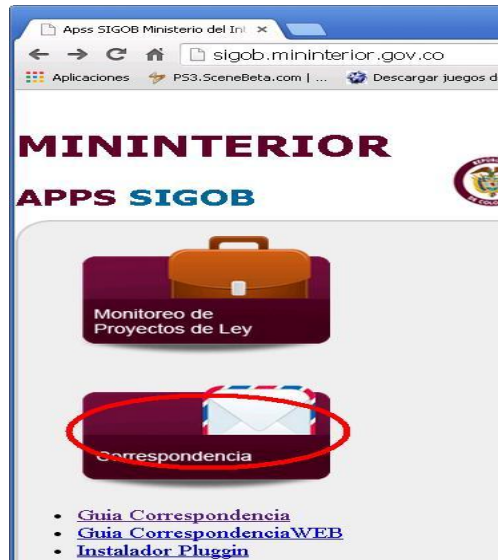 Apss SIGOB Ministerio del Int
sigob.mininterior.gov.co
Aplicaciones PS3.SceneBeta.com | ... Descargar juegos d
MININTERIOR
APPS SIGOB
Monitoreo de
Proyectos de Ley
Correspondencia
Guia Correspondencia
Guia CorrespondenciaWEB
Instalador Pluggin